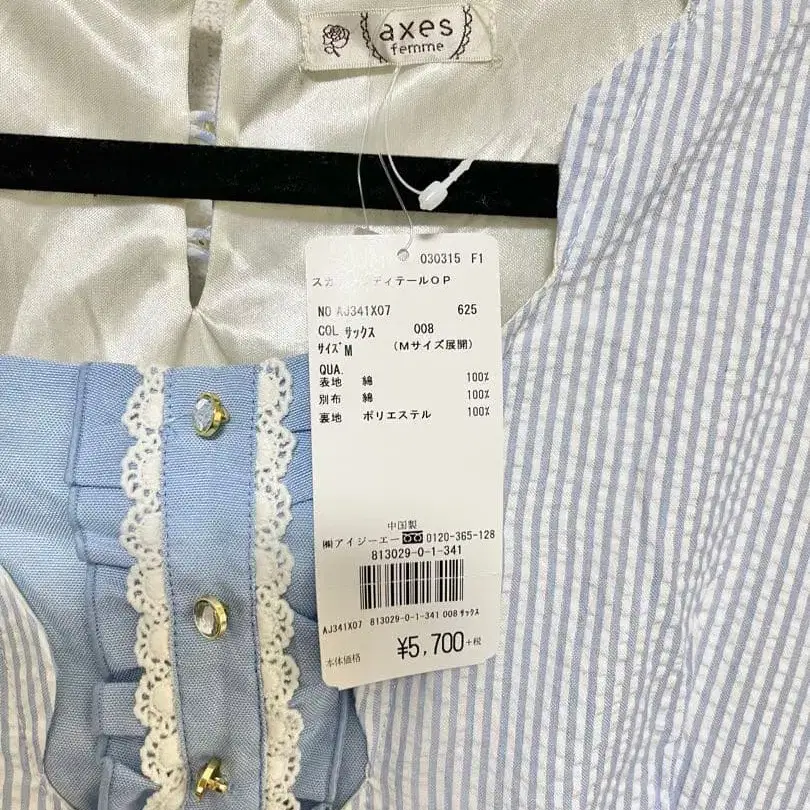 axes
femme
030315 F1
スカ ディテールOP
NO AJ341X07 625
COL サックス 008
サイズ M (Mサイズ展開)
QUA.
表地 綿 100%
別布 綿 100%
裏地 ポリエステル 100%
中国製
㈱アイジーエー 0120-365-128
813029-0-1-341
AJ341X07 813029-0-1-341 008 サックス
本体価格 ¥5,700+税